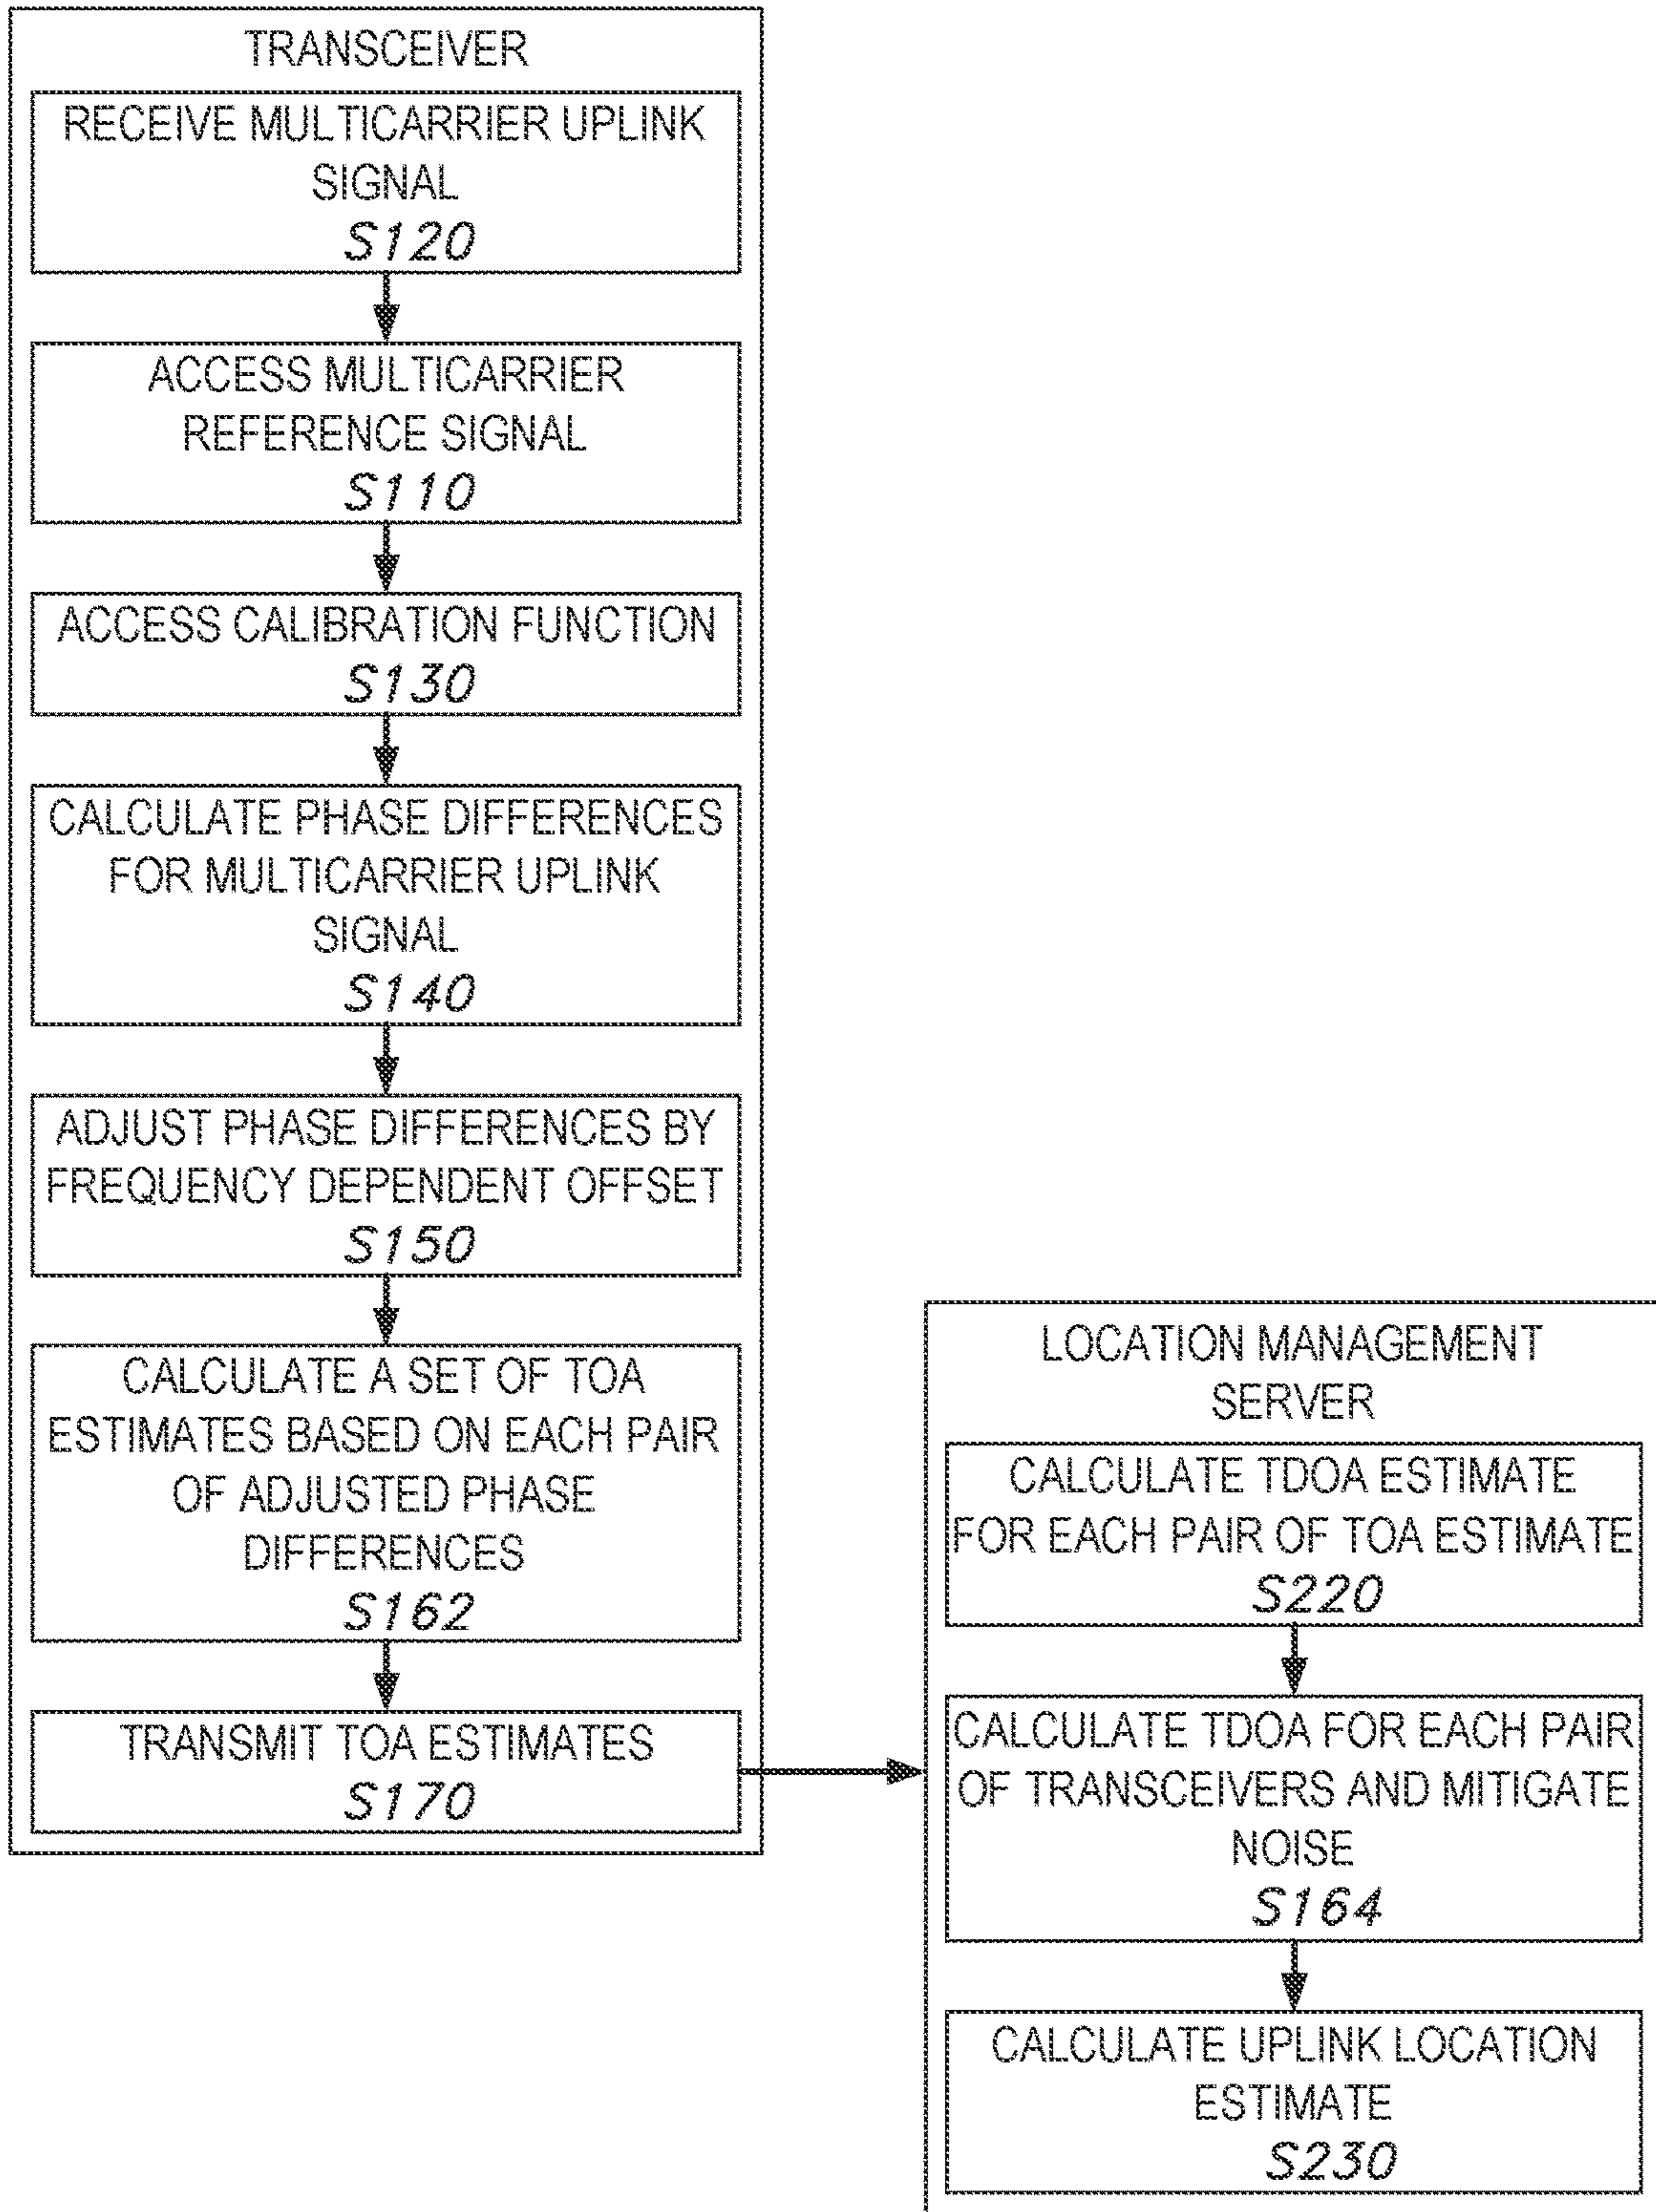 TRANSCEIVER
RECEIVE MULTICARRIER UPLINK
SIGNAL
S120
ACCESS MULTICARRIER
REFERENCE SIGNAL
S110
ACCESS CALIBRATION FUNCTION
S130
CALCULATE PHASE DIFFERENCES
FOR MULTICARRIER UPLINK
SIGNAL
S140
ADJUST PHASE DIFFERENCES BY
FREQUENCY DEPENDENT OFFSET
S150
CALCULATE A SET OF TOA
ESTIMATES BASED ON EACH PAIR
OF ADJUSTED PHASE
DIFFERENCES
S162
TRANSMIT TOA ESTIMATES
S170
LOCATION MANAGEMENT
SERVER
CALCULATE TDOA ESTIMATE
FOR EACH PAIR OF TOA ESTIMATE
S220
CALCULATE TDOA FOR EACH PAIR
OF TRANSCEIVERS AND MITIGATE
NOISE
S164
CALCULATE UPLINK LOCATION
ESTIMATE
S230